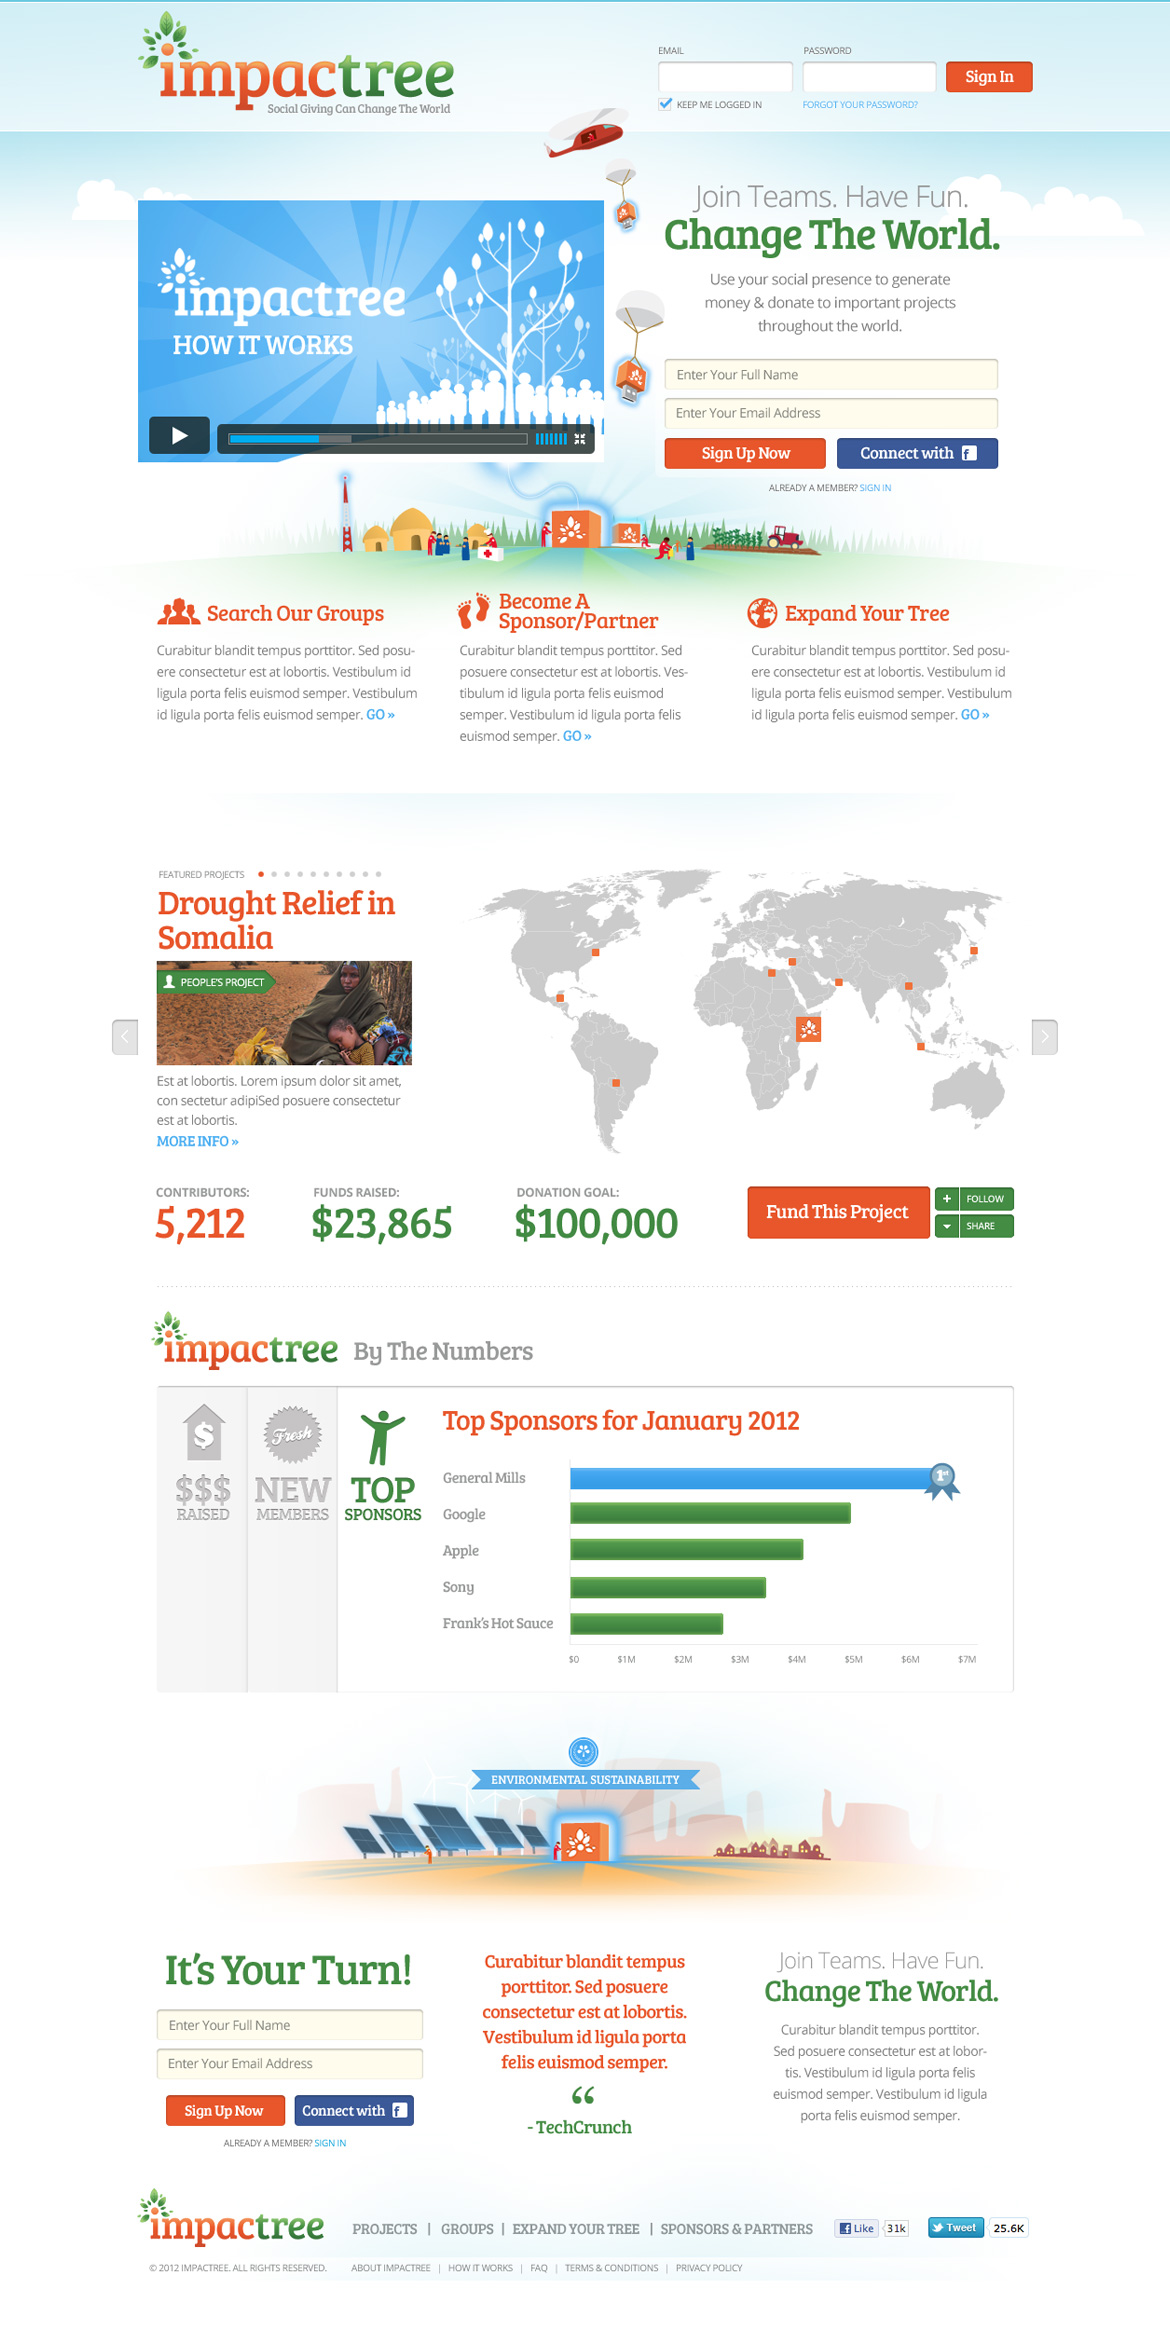 impactree
Social Giving Can Change The World
EMAIL
PASSWORD
Sign In
KEEP ME LOGGED IN
FORGOT YOUR PASSWORD?
impactree
HOW IT WORKS
Join Teams. Have Fun.
Change The World.
Use your social presence to generate
money & donate to important projects
throughout the world.
Enter Your Full Name
Enter Your Email Address
Sign Up Now
Connect with f
ALREADY A MEMBER? SIGN IN
Search Our Groups
Curabitur blandit tempus porttitor. Sed posu-
ere consectetur est at lobortis. Vestibulum id
ligula porta felis euismod semper. Vestibulum
id ligula porta felis euismod semper. GO »
Become A
Sponsor/Partner
Curabitur blandit tempus porttitor. Sed
posuere consectetur est at lobortis. Ves-
tibulum id ligula porta felis euismod
semper. Vestibulum id ligula porta felis
euismod semper. GO »
Expand Your Tree
Curabitur blandit tempus porttitor. Sed posu-
ere consectetur est at lobortis. Vestibulum id
ligula porta felis euismod semper. Vestibulum
id ligula porta felis euismod semper. GO »
FEATURED PROJECTS
Drought Relief in
Somalia
PEOPLE'S PROJECT
Est at lobortis. Lorem ipsum dolor sit amet,
con sectetur adipiSed posuere consectetur
est at lobortis.
MORE INFO »
CONTRIBUTORS:
5,212
FUNDS RAISED:
$23,865
DONATION GOAL:
$100,000
Fund This Project
+ FOLLOW
SHARE
impactree By The Numbers
$
$$$
RAISED
Fresh
NEW
MEMBERS
TOP
SPONSORS
Top Sponsors for January 2012
General Mills
1st
Google
Apple
Sony
Frank's Hot Sauce
$0 $1M $2M $3M $4M $5M $6M $7M
ENVIRONMENTAL SUSTAINABILITY
It's Your Turn!
Enter Your Full Name
Enter Your Email Address
Sign Up Now
Connect with f
ALREADY A MEMBER? SIGN IN
Curabitur blandit tempus
porttitor. Sed posuere
consectetur est at lobortis.
Vestibulum id ligula porta
felis euismod semper.
“
- TechCrunch
Join Teams. Have Fun.
Change The World.
Curabitur blandit tempus porttitor.
Sed posuere consectetur est at lobor-
tis. Vestibulum id ligula porta felis
euismod semper. Vestibulum id ligula
porta felis euismod semper.
impactree
PROJECTS | GROUPS | EXPAND YOUR TREE | SPONSORS & PARTNERS
f Like 31k
Tweet 25.6K
© 2012 IMPACTREE. ALL RIGHTS RESERVED.
ABOUT IMPACTREE | HOW IT WORKS | FAQ | TERMS & CONDITIONS | PRIVACY POLICY